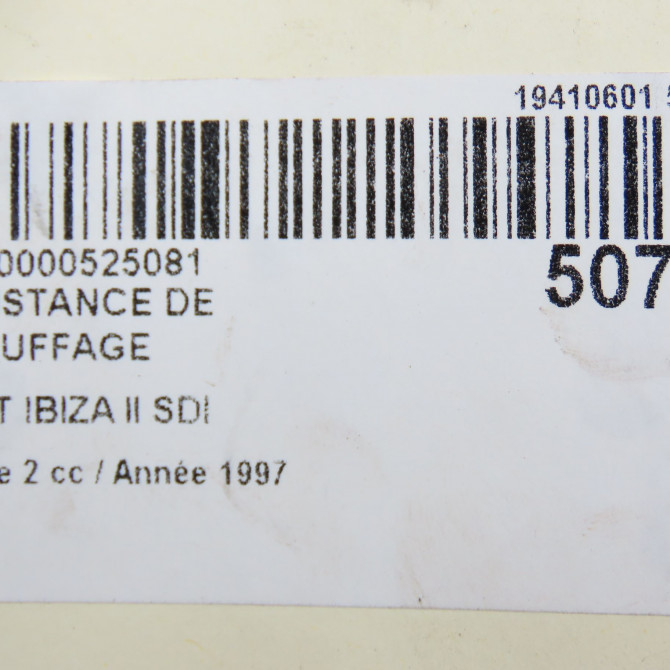 19410601
0000525081
507
STANCE DE
UFFAGE
T IBIZA II SDI
e 2 cc / Année 1997